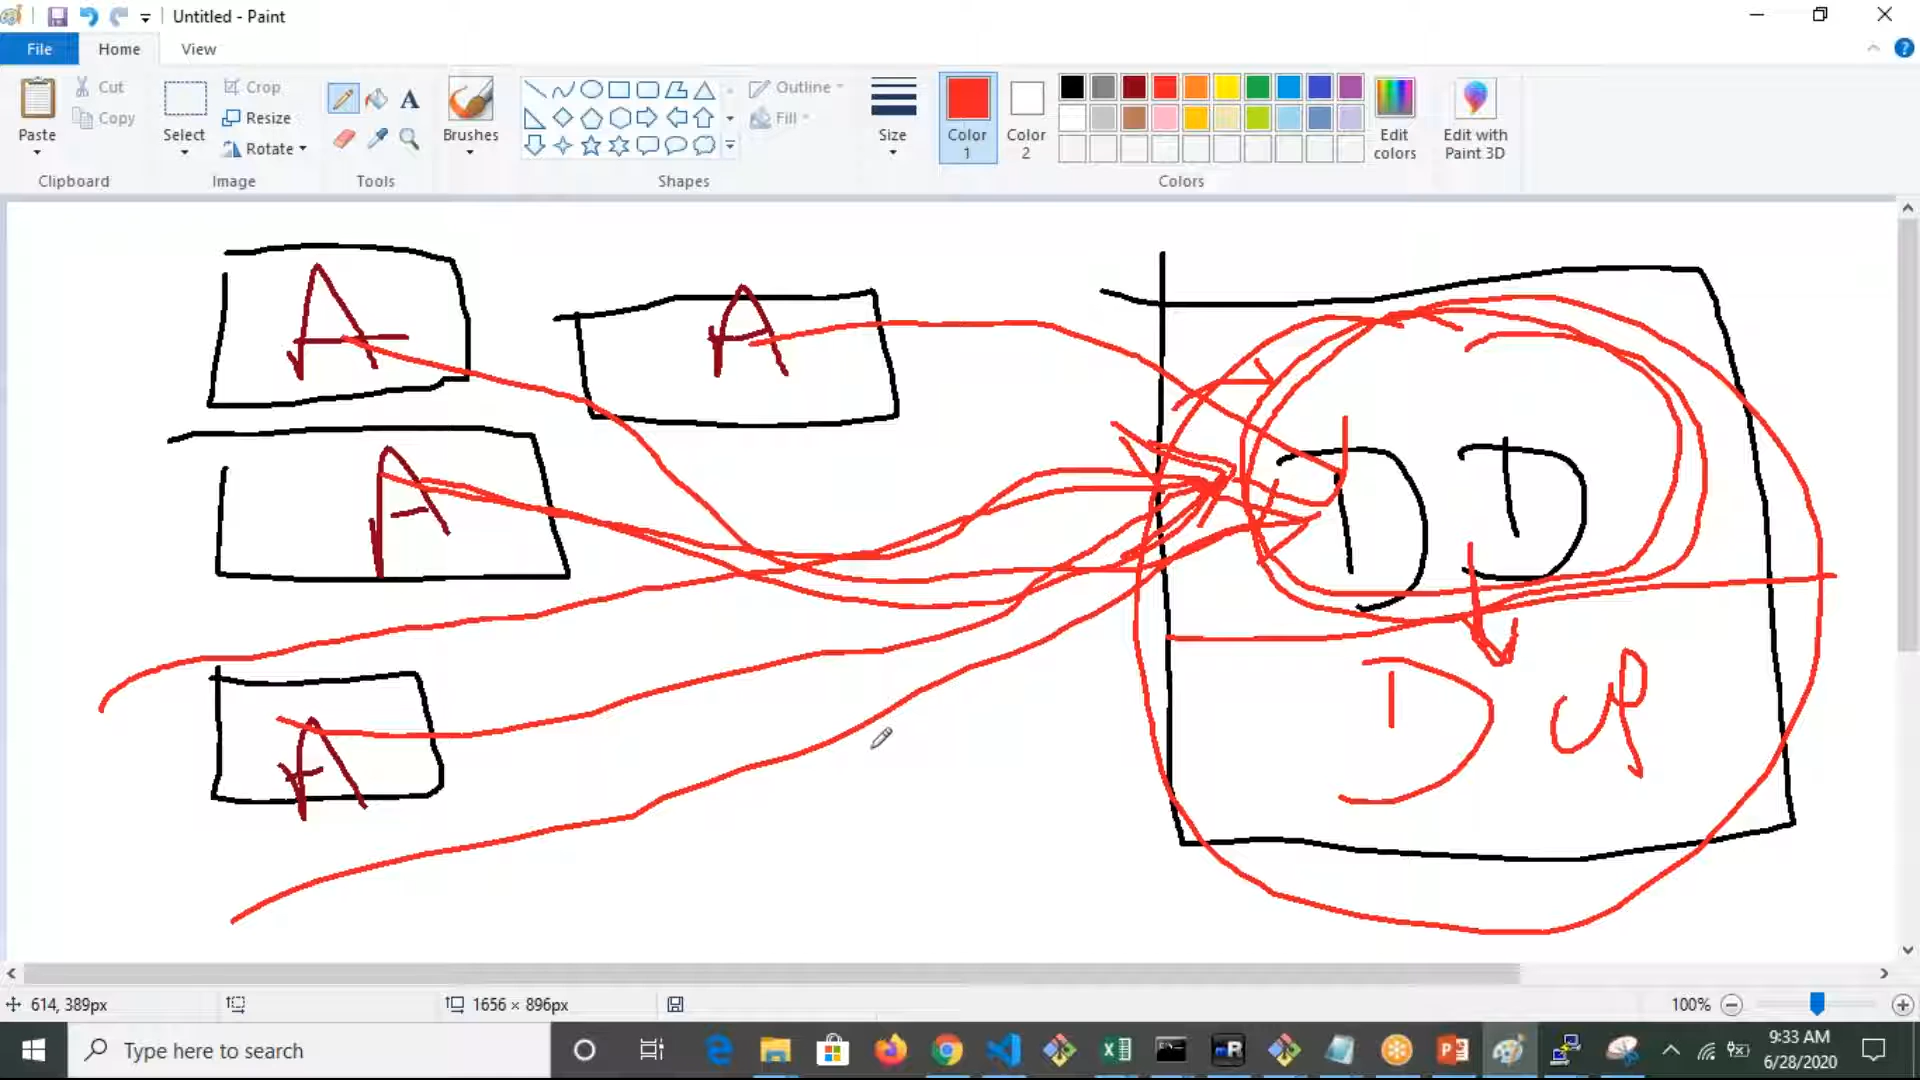 Untitled - Paint
File Home View
Paste Cut Copy
Clipboard
Select Crop Resize Rotate
Image
Tools
Brushes
Outline Fill
Shapes
Size
Color 1
Color 2
Edit colors
Edit with Paint 3D
Colors
A A
A
D D
A
D
614, 389px
1656 × 896px
100%
Type here to search
9:33 AM
6/28/2020